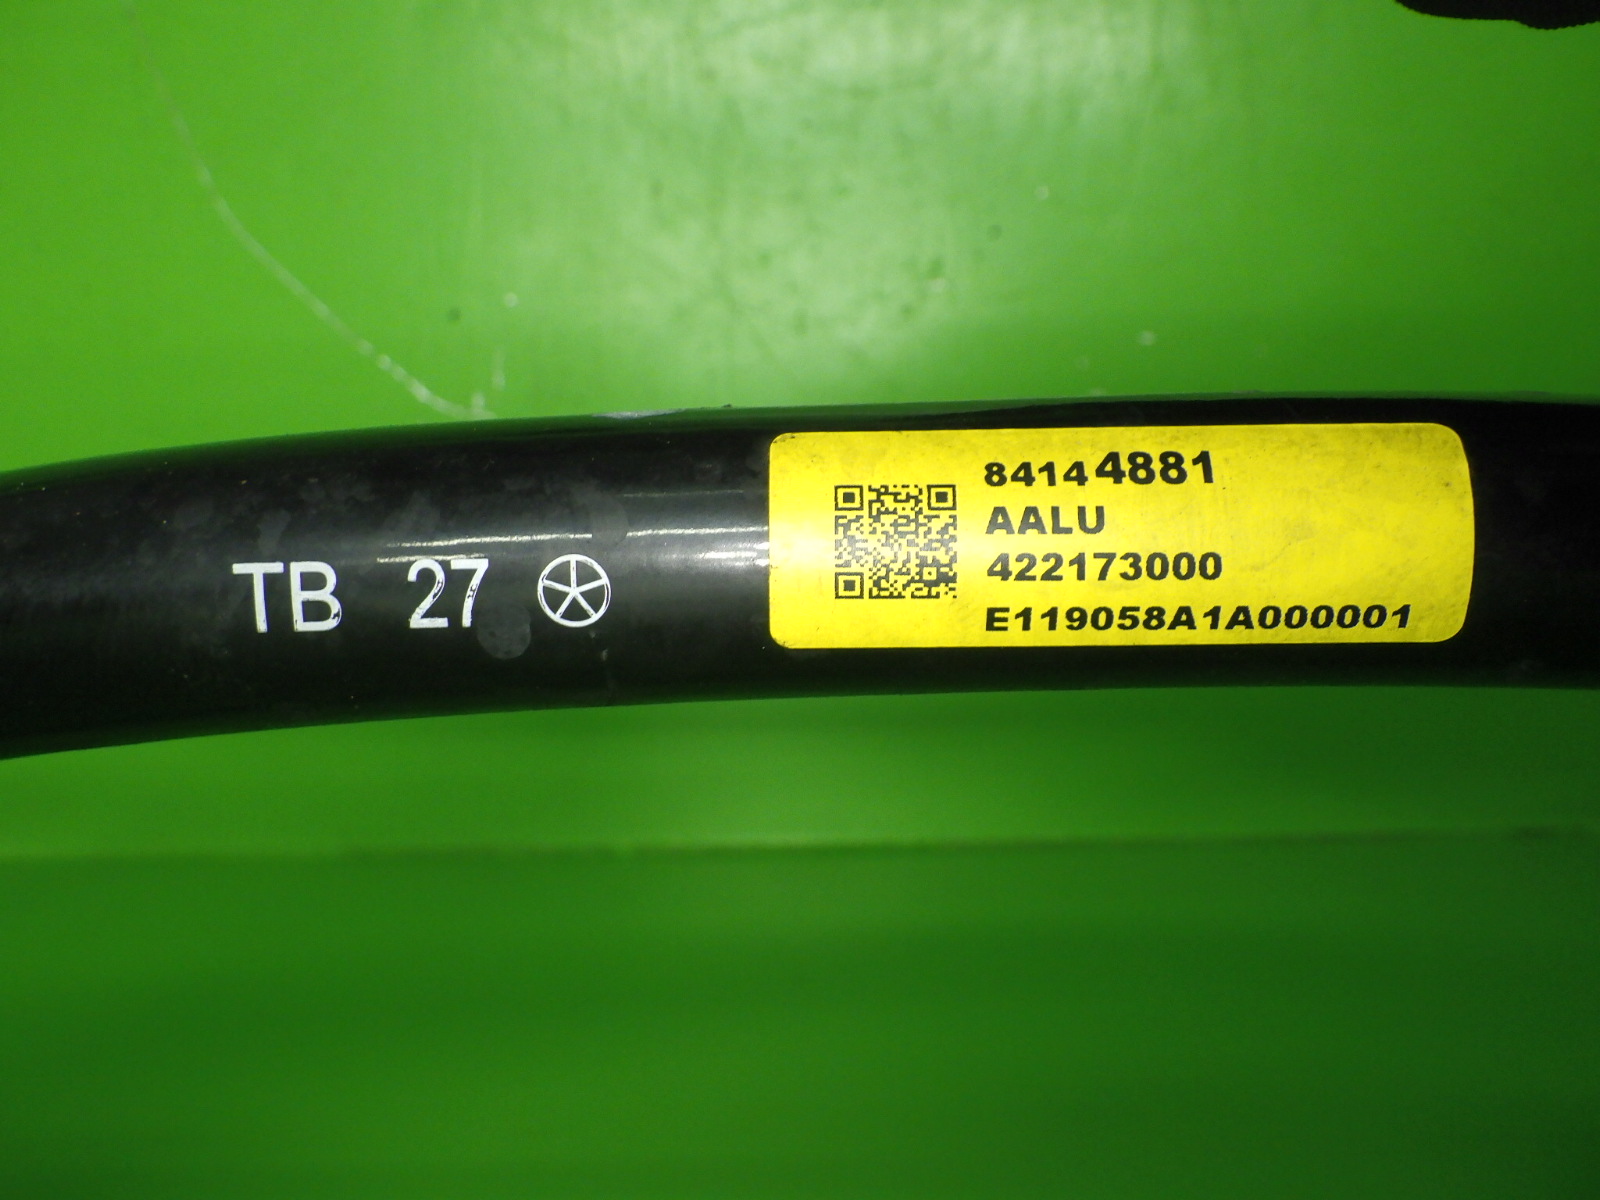 TB 27
84144881
AALU
422173000
E119058A1A000001